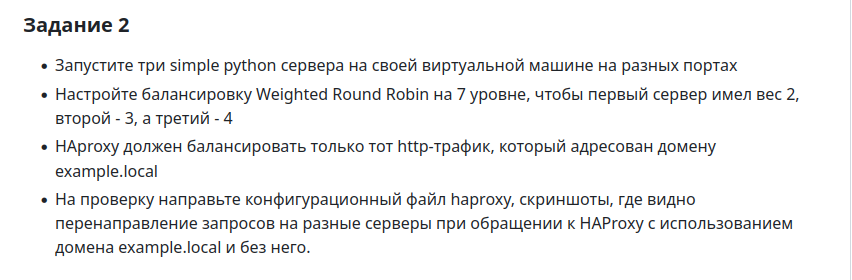 Задание 2
• Запустите три simple python сервера на своей виртуальной машине на разных портах
• Настройте балансировку Weighted Round Robin на 7 уровне, чтобы первый сервер имел вес 2,
второй - 3, а третий - 4
• HAproxy должен балансировать только тот http-трафик, который адресован домену
example.local
• На проверку направьте конфигурационный файл haproxy, скриншоты, где видно
перенаправление запросов на разные серверы при обращении к HAProxy c использованием
домена example.local и без него.